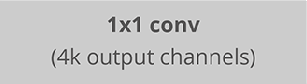 1x1 conv
(4k output channels)